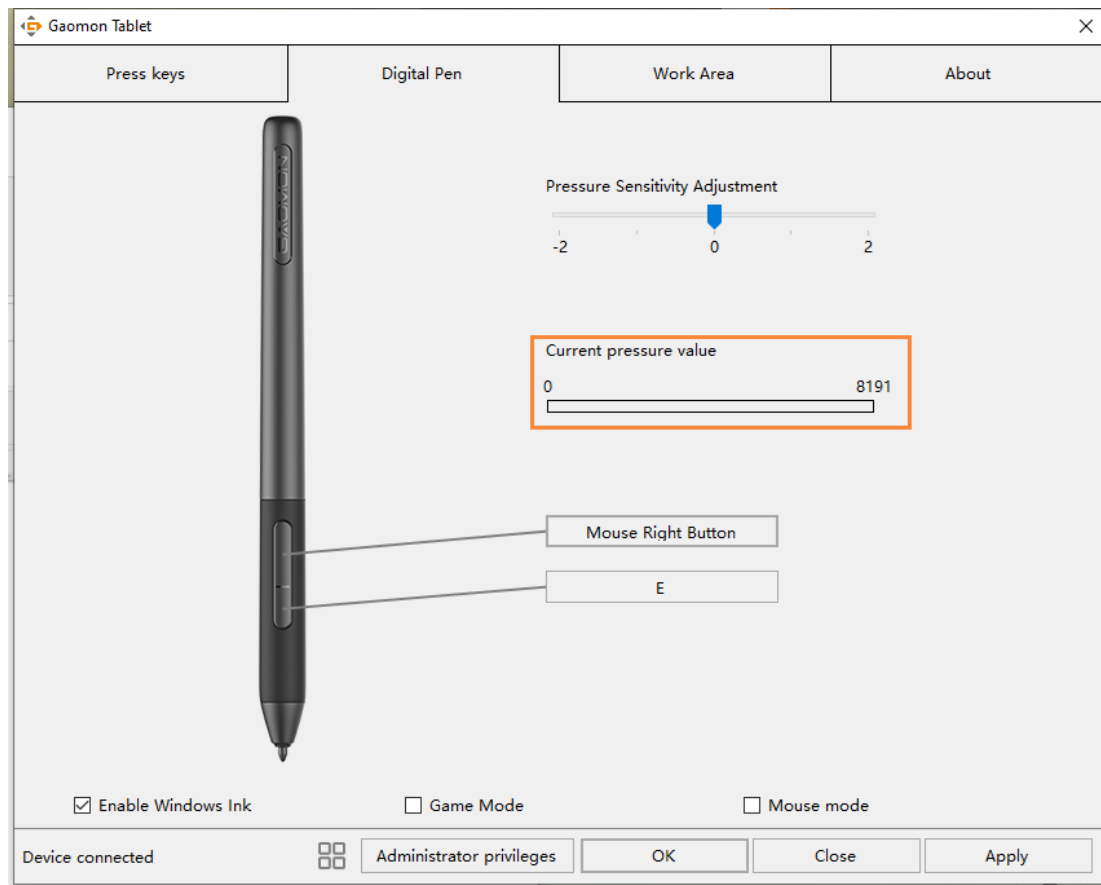 Gaomon Tablet
Press keys
Digital Pen
Work Area
About
GAOMON
Pressure Sensitivity Adjustment
-2 0 2
Current pressure value
0 8191
Mouse Right Button
E
Enable Windows Ink
Game Mode
Mouse mode
Device connected
Administrator privileges
OK
Close
Apply